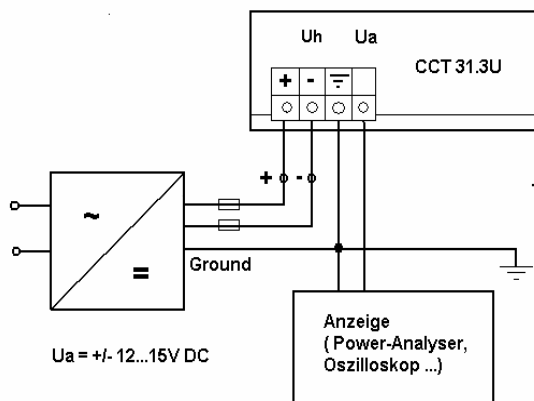 Uh Ua
CCT 31.3U
+ -
+ -
~
=
Ground
Ua = +/- 12...15V DC
Anzeige
( Power-Analyser,
Oszilloskop ...)